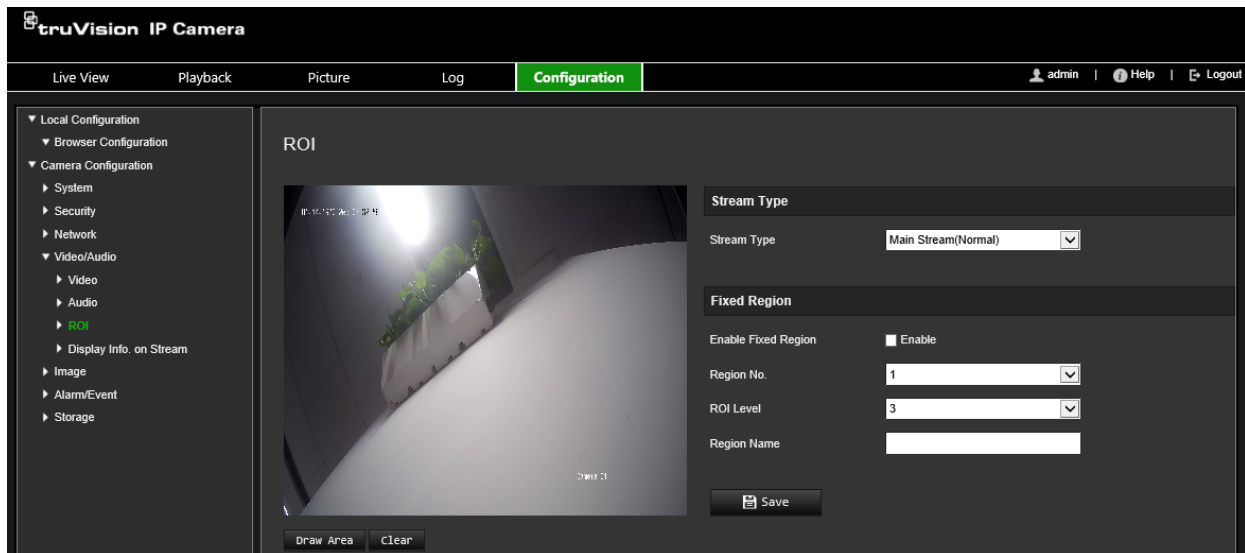 truVision IP Camera
Live View Playback Picture Log Configuration admin | Help | Logout
Local Configuration
Browser Configuration
Camera Configuration
System
Security
Network
Video/Audio
Video
Audio
ROI
Display Info. on Stream
Image
Alarm/Event
Storage
ROI
Camera 01
Draw Area Clear
Stream Type
Stream Type Main Stream(Normal)
Fixed Region
Enable Fixed Region Enable
Region No. 1
ROI Level 3
Region Name
Save